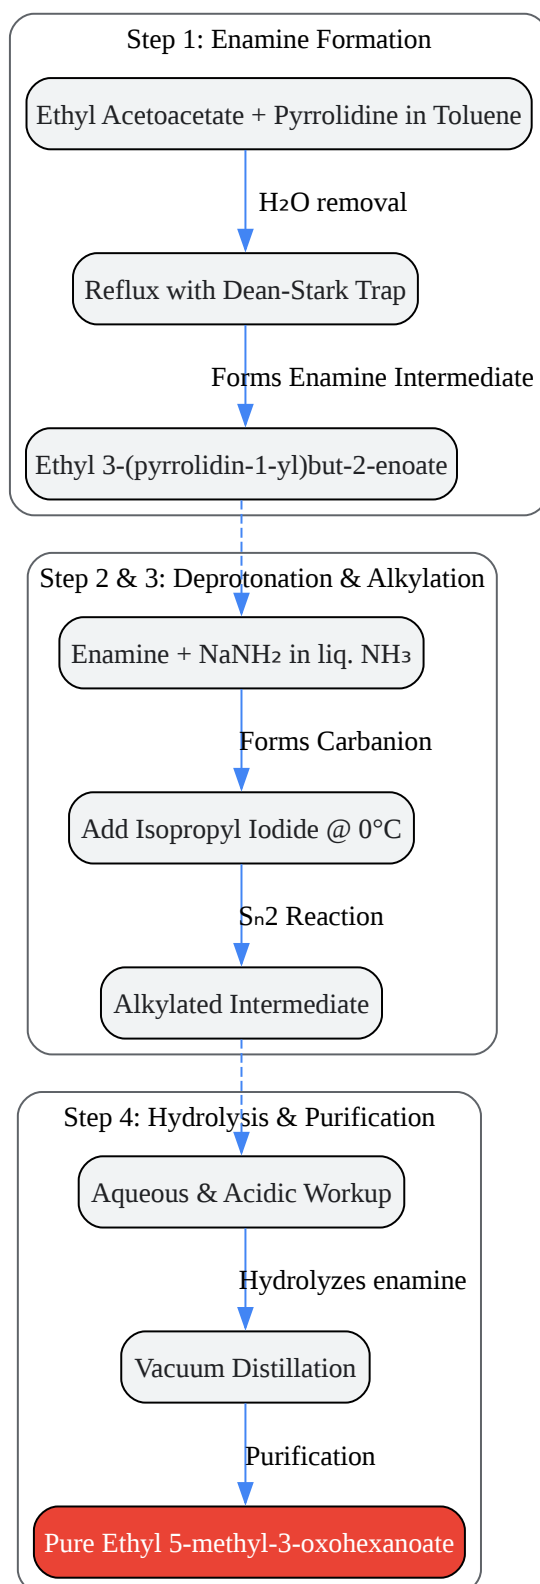 Step 1: Enamine Formation
Ethyl Acetoacetate + Pyrrolidine in Toluene
H₂O removal
Reflux with Dean-Stark Trap
Forms Enamine Intermediate
Ethyl 3-(pyrrolidin-1-yl)but-2-enoate
Step 2 & 3: Deprotonation & Alkylation
Enamine + NaNH₂ in liq. NH₃
Forms Carbanion
Add Isopropyl Iodide @ 0°C
Sₙ2 Reaction
Alkylated Intermediate
Step 4: Hydrolysis & Purification
Aqueous & Acidic Workup
Hydrolyzes enamine
Vacuum Distillation
Purification
Pure Ethyl 5-methyl-3-oxohexanoate